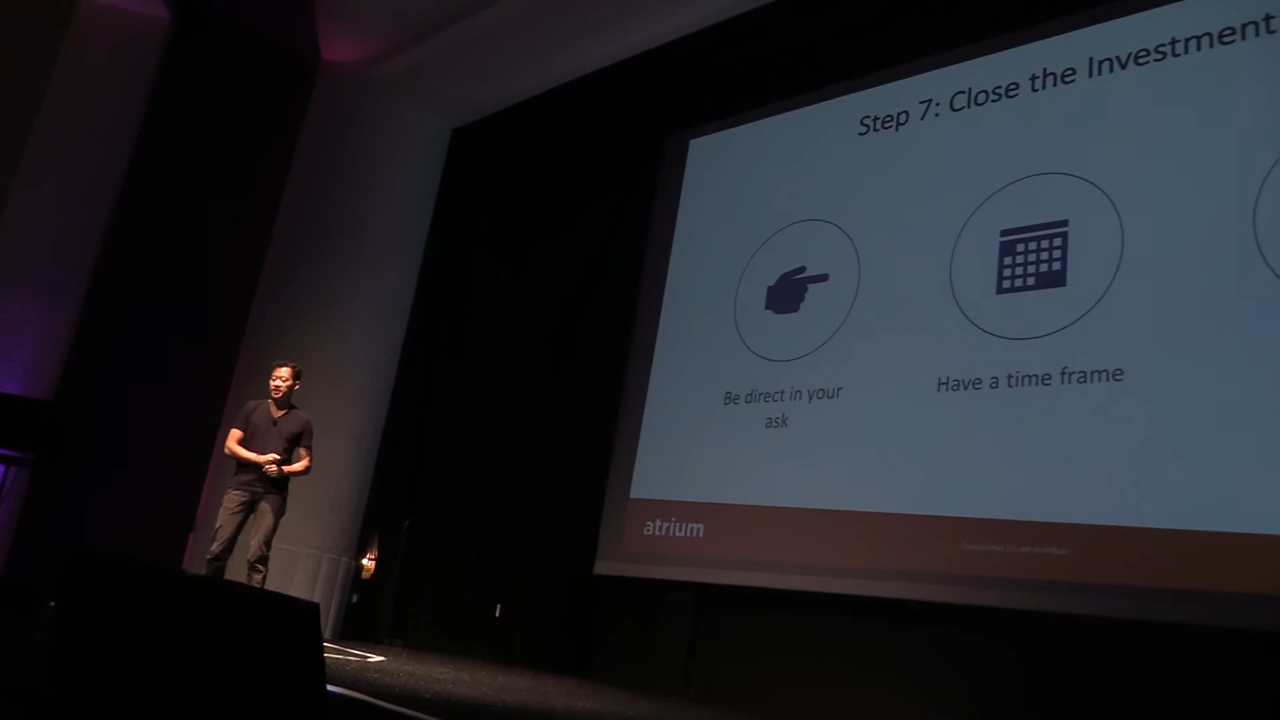 Step 7: Close the Investment
Be direct in your
ask
Have a time frame
atrium